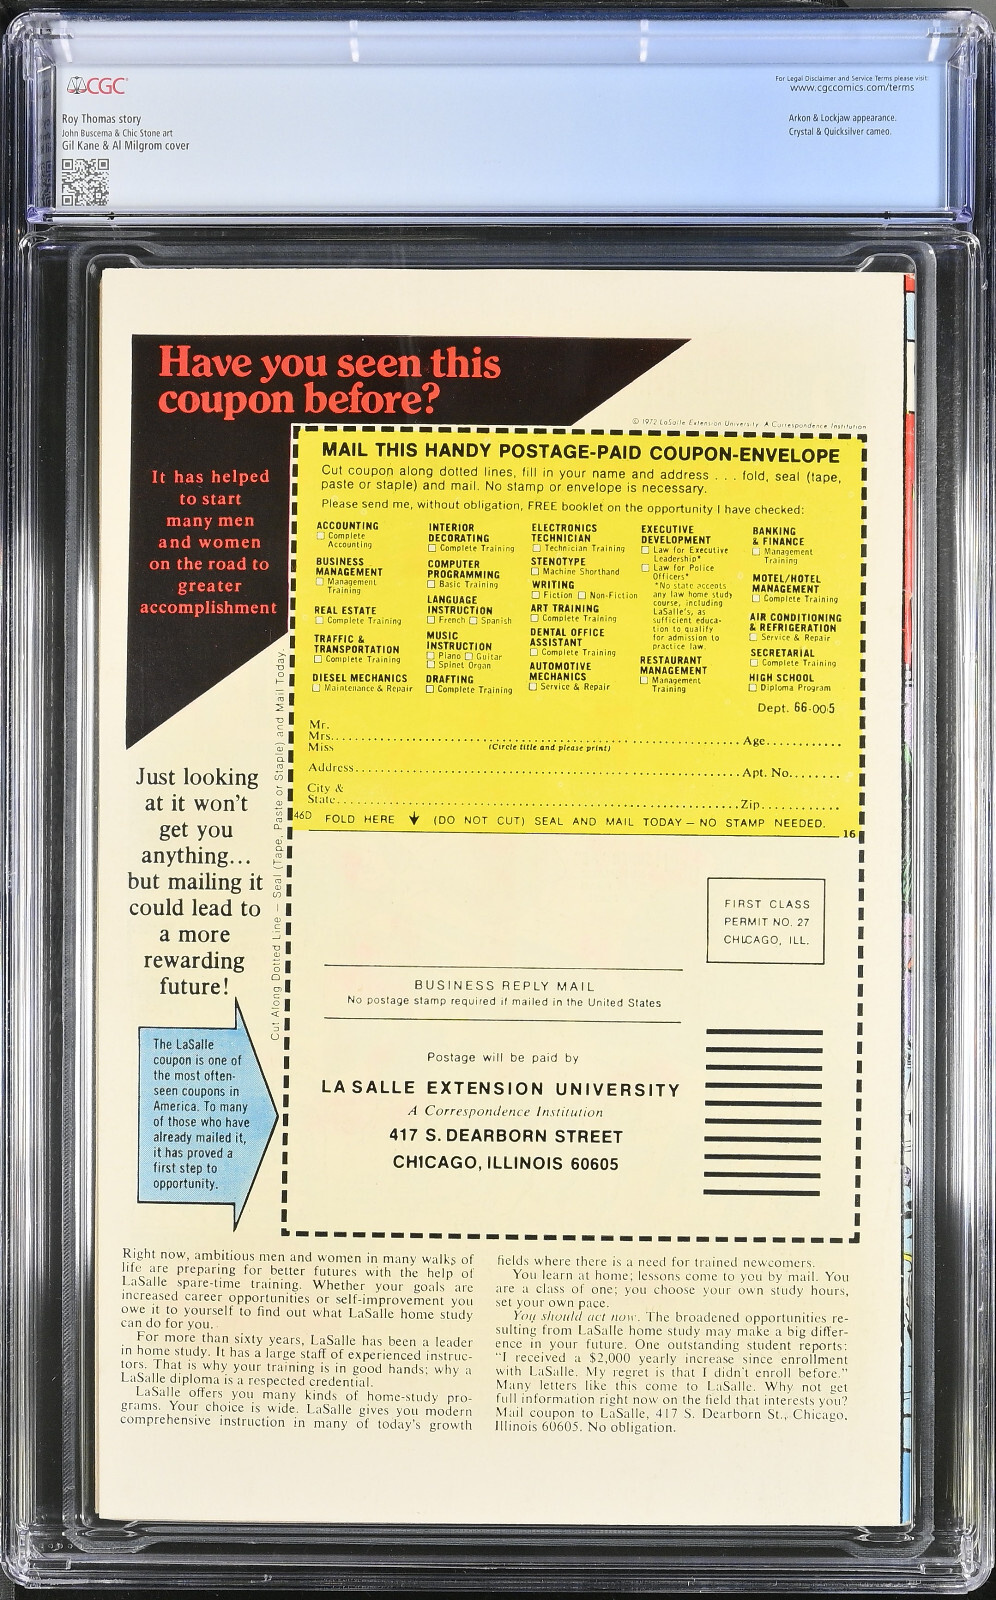 CGC
For Legal Disclaimer and Service Terms please visit:
www.cgccomics.com/terms
Roy Thomas story
John Buscema & Chic Stone art
Gil Kane & Al Milgrom cover
Arkon & Lockjaw appearance.
Crystal & Quicksilver cameo.
Have you seen this
coupon before?
© 1972 LaSalle Extension University A Correspondence Institution
It has helped
to start
many men
and women
on the road to
greater
accomplishment
MAIL THIS HANDY POSTAGE-PAID COUPON-ENVELOPE
Cut coupon along dotted lines, fill in your name and address . . . fold, seal (tape,
paste or staple) and mail. No stamp or envelope is necessary.
Please send me, without obligation, FREE booklet on the opportunity I have checked:
ACCOUNTING
☐ Complete
Accounting
BUSINESS
MANAGEMENT
☐ Management
Training
REAL ESTATE
☐ Complete Training
TRAFFIC &
TRANSPORTATION
☐ Complete Training
DIESEL MECHANICS
☐ Maintenance & Repair
INTERIOR
DECORATING
☐ Complete Training
COMPUTER
PROGRAMMING
☐ Basic Training
LANGUAGE
INSTRUCTION
☐ French ☐ Spanish
MUSIC
INSTRUCTION
☐ Piano ☐ Guitar
☐ Spinet Organ
DRAFTING
☐ Complete Training
ELECTRONICS
TECHNICIAN
☐ Technician Training
STENOTYPE
☐ Machine Shorthand
WRITING
☐ Fiction ☐ Non-Fiction
ART TRAINING
☐ Complete Training
DENTAL OFFICE
ASSISTANT
☐ Complete Training
AUTOMOTIVE
MECHANICS
☐ Service & Repair
EXECUTIVE
DEVELOPMENT
☐ Law for Executive
Leadership*
☐ Law for Police
Officers*
*No state accepts
any law home study
course, including
LaSalle's, as
sufficient educa-
tion to qualify
for admission to
practice law.
RESTAURANT
MANAGEMENT
☐ Management
Training
BANKING
& FINANCE
☐ Management
Training
MOTEL/HOTEL
MANAGEMENT
☐ Complete Training
AIR CONDITIONING
& REFRIGERATION
☐ Service & Repair
SECRETARIAL
☐ Complete Training
HIGH SCHOOL
☐ Diploma Program
Dept. 66-005
Mr.
Mrs. Age
Miss (Circle title and please print)
Address Apt. No.
City &
State Zip
46D FOLD HERE (DO NOT CUT) SEAL AND MAIL TODAY — NO STAMP NEEDED.
16
Cut Along Dotted Line — Seal (Tape, Paste or Staple) and Mail Today.
Just looking
at it won't
get you
anything...
but mailing it
could lead to
a more
rewarding
future!
FIRST CLASS
PERMIT NO. 27
CHICAGO, ILL.
BUSINESS REPLY MAIL
No postage stamp required if mailed in the United States
Postage will be paid by
LA SALLE EXTENSION UNIVERSITY
A Correspondence Institution
417 S. DEARBORN STREET
CHICAGO, ILLINOIS 60605
The LaSalle
coupon is one of
the most often-
seen coupons in
America. To many
of those who have
already mailed it,
it has proved a
first step to
opportunity.
Right now, ambitious men and women in many walks of
life are preparing for better futures with the help of
LaSalle spare-time training. Whether your goals are
increased career opportunities or self-improvement you
owe it to yourself to find out what LaSalle home study
can do for you.
For more than sixty years, LaSalle has been a leader
in home study. It has a large staff of experienced instruc-
tors. That is why your training is in good hands; why a
LaSalle diploma is a respected credential.
LaSalle offers you many kinds of home-study pro-
grams. Your choice is wide. LaSalle gives you modern
comprehensive instruction in many of today's growth
fields where there is a need for trained newcomers.
You learn at home; lessons come to you by mail. You
are a class of one; you choose your own study hours,
set your own pace.
You should act now. The broadened opportunities re-
sulting from LaSalle home study may make a big differ-
ence in your future. One outstanding student reports:
"I received a $2,000 yearly increase since enrollment
with LaSalle. My regret is that I didn't enroll before."
Many letters like this come to LaSalle. Why not get
full information right now on the field that interests you?
Mail coupon to LaSalle, 417 S. Dearborn St., Chicago,
Illinois 60605. No obligation.